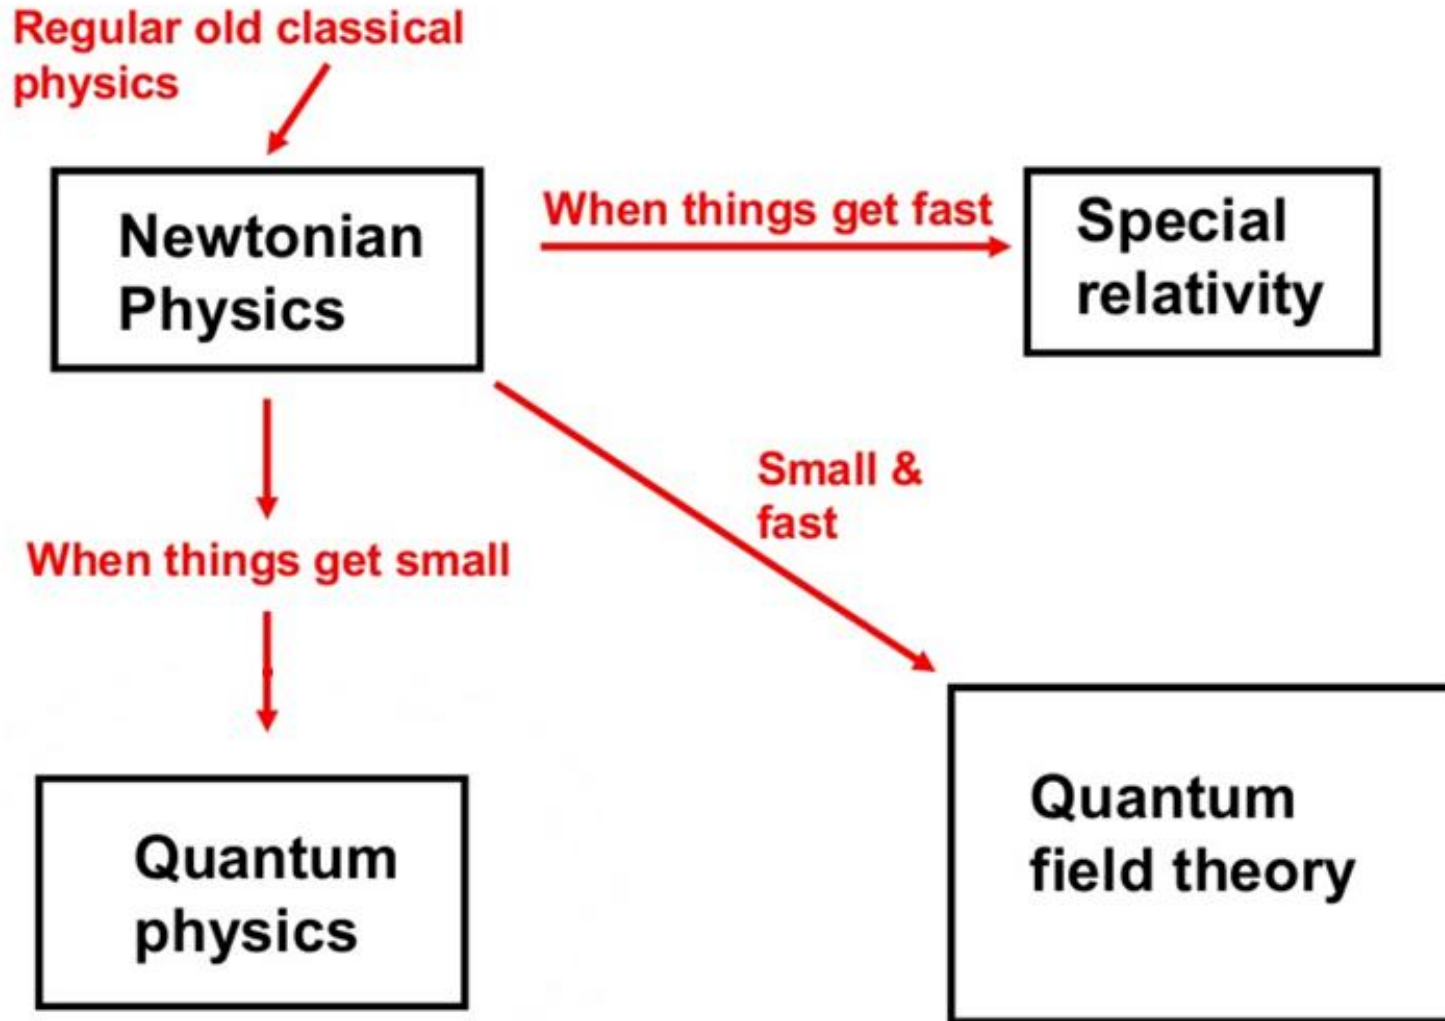 Regular old classical
physics
Newtonian
Physics
When things get fast
Special
relativity
Small &
fast
When things get small
Quantum
physics
Quantum
field theory